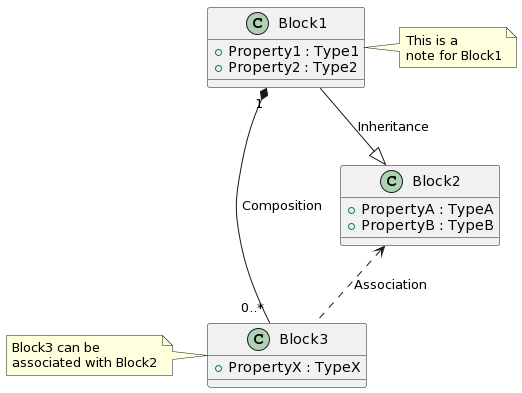 C Block1
+ Property1 : Type1
+ Property2 : Type2
This is a
note for Block1
1
Inheritance
C Block2
+ PropertyA : TypeA
+ PropertyB : TypeB
Composition
Association
0..*
C Block3
+ PropertyX : TypeX
Block3 can be
associated with Block2